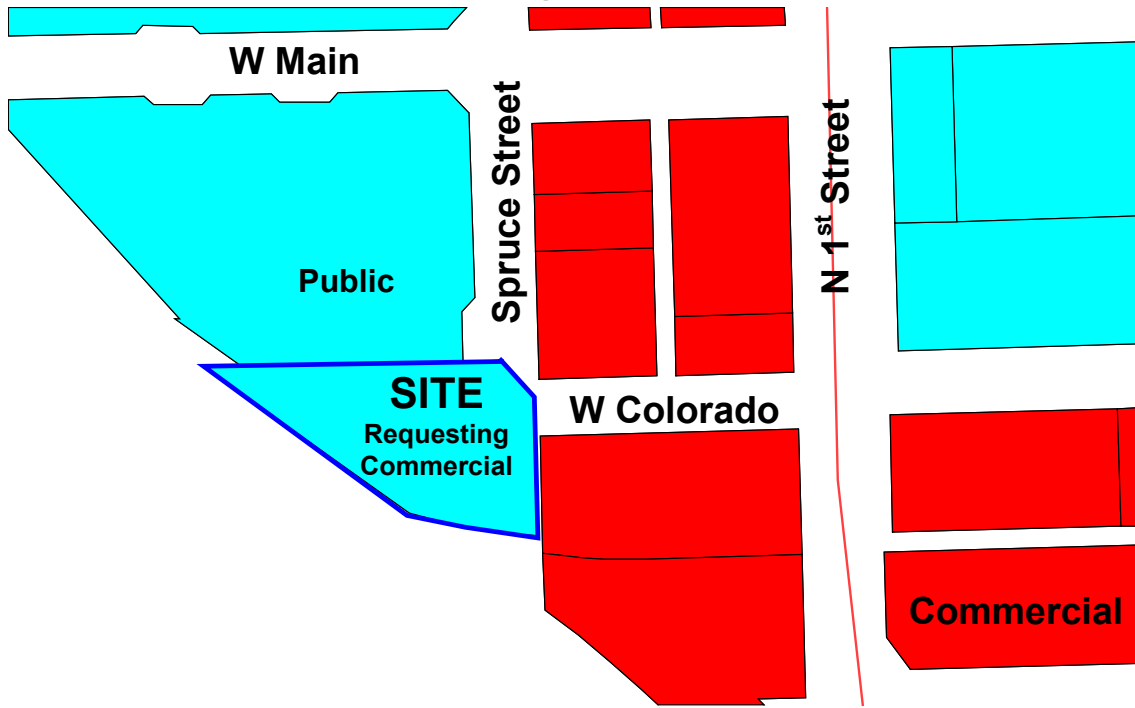 W Main
Spruce Street
N 1st Street
Public
SITE
Requesting
Commercial
W Colorado
Commercial